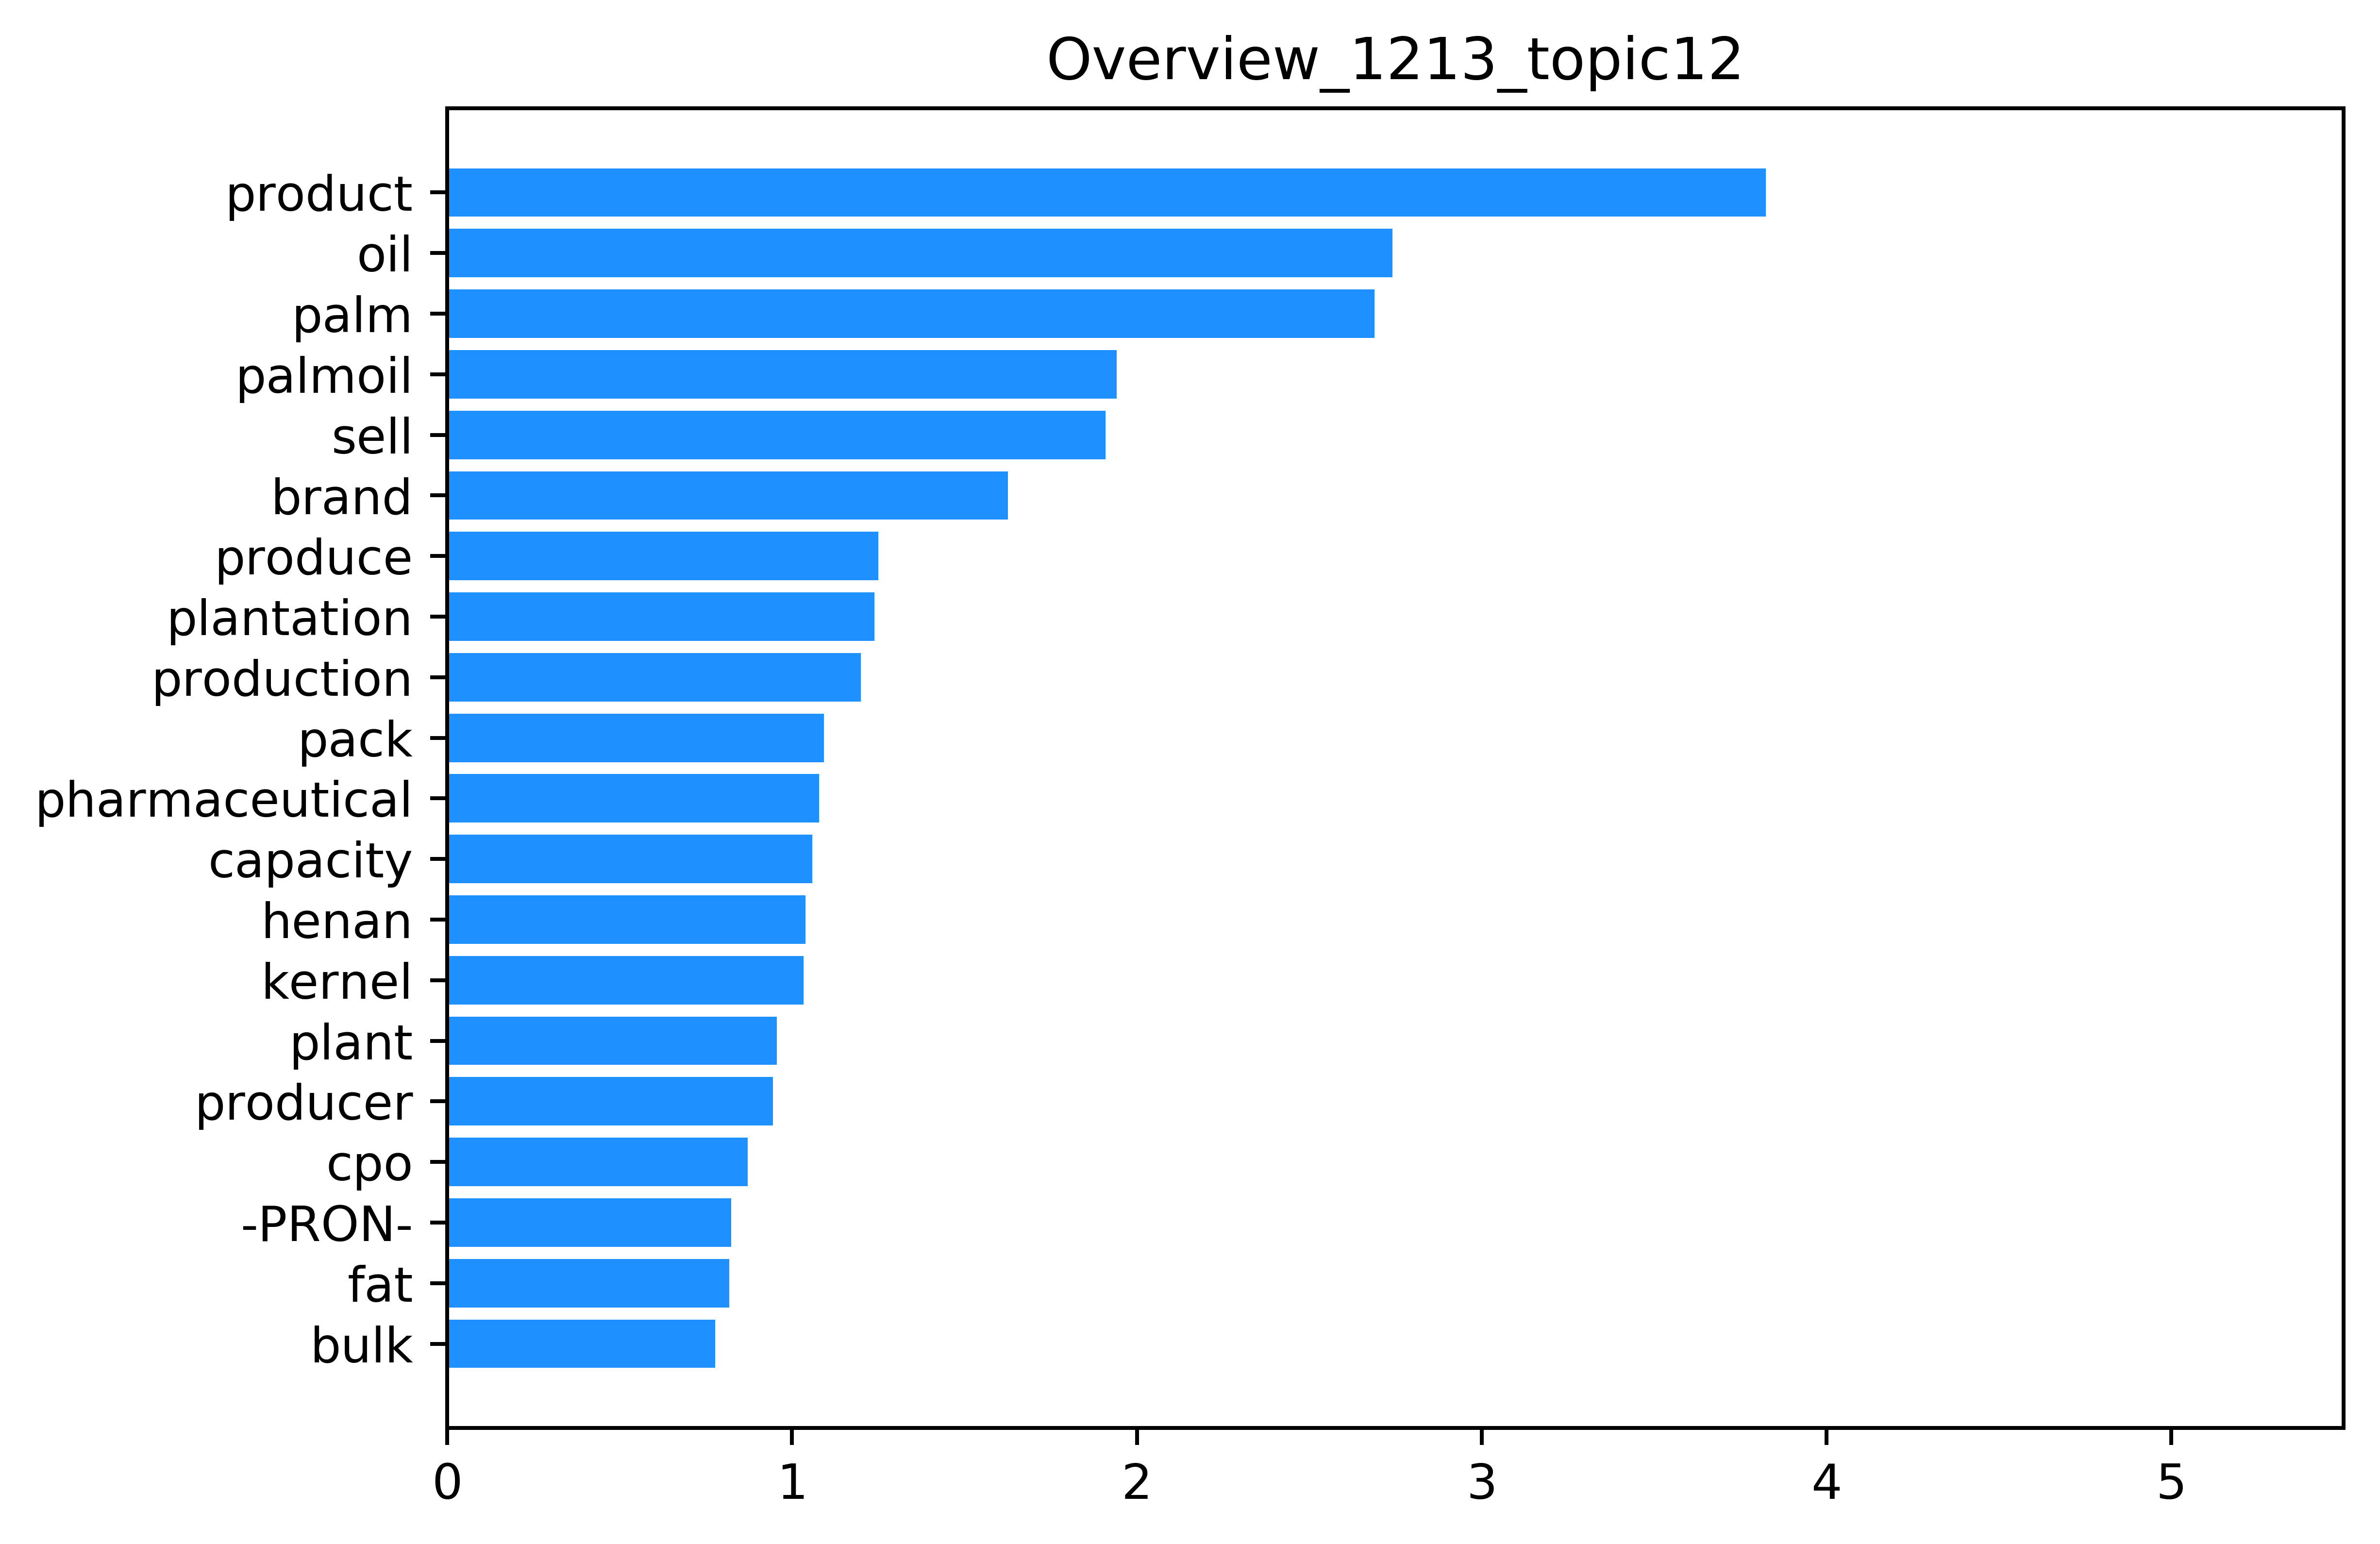 Overview_1213_topic12
product
oil
palm
palmoil
sell
brand
produce
plantation
production
pack
pharmaceutical
capacity
henan
kernel
plant
producer
cpo
-PRON-
fat
bulk
0 1 2 3 4 5